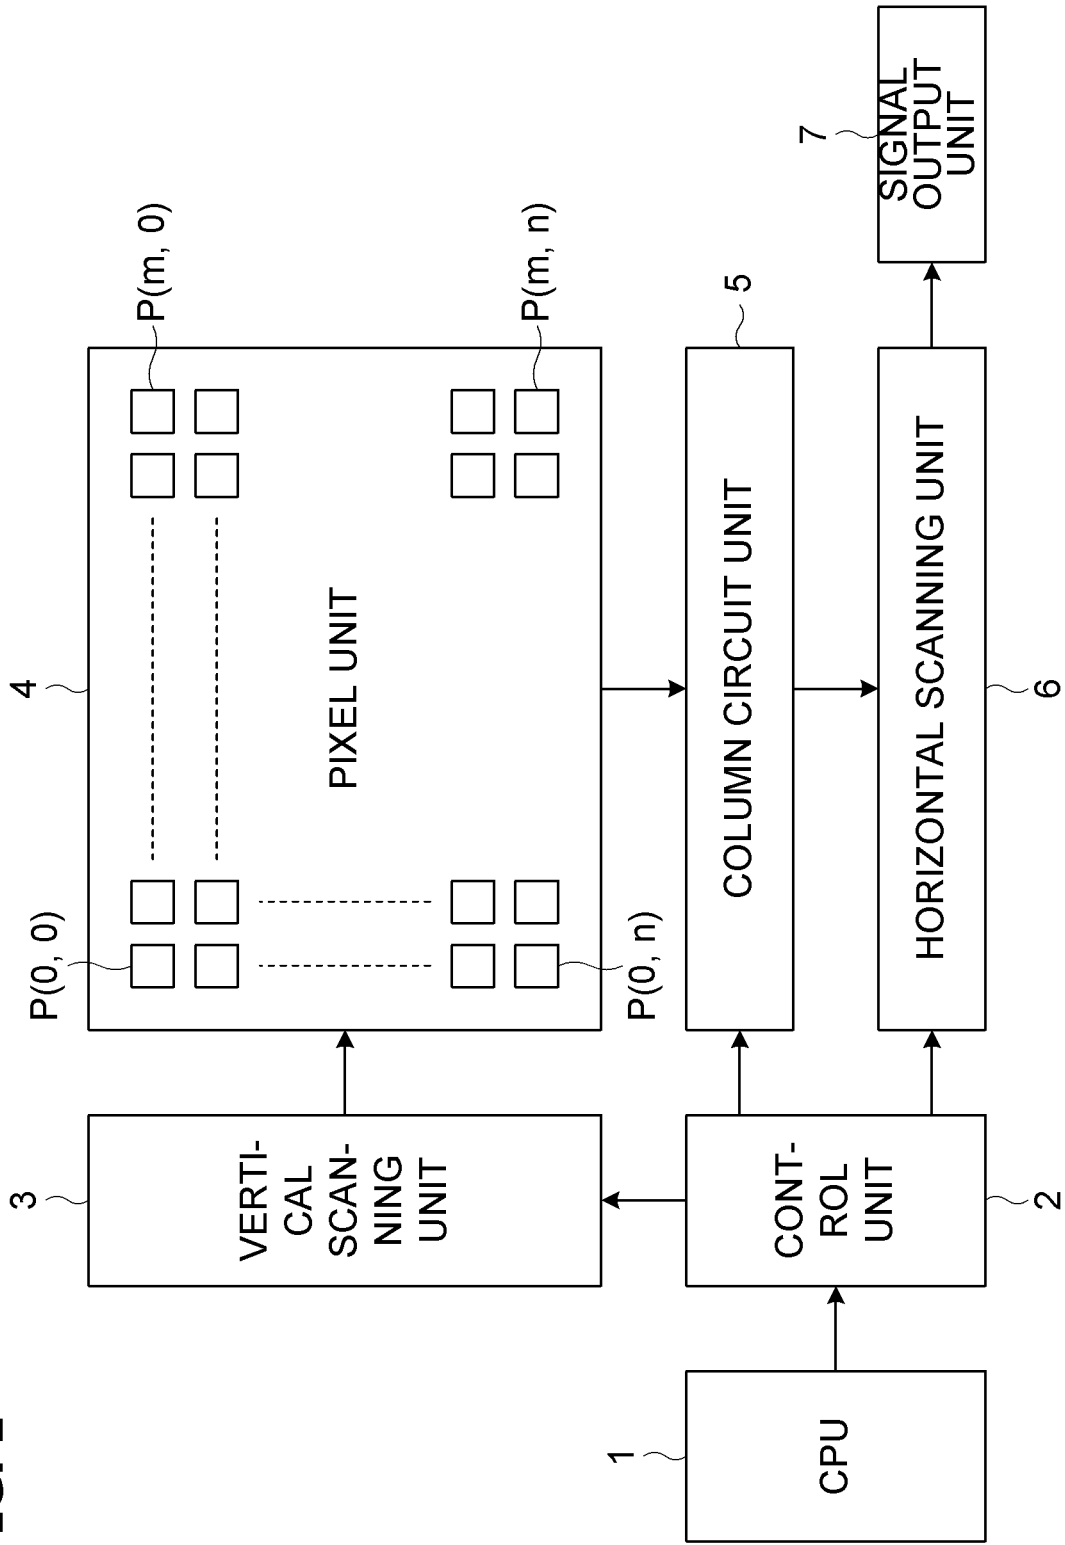 4
P(0, 0)
P(m, 0)
3
VERTI-
CAL
SCAN-
NING
UNIT
PIXEL UNIT
P(0, n)
P(m, n)
1
CPU
CONT-
ROL
UNIT
2
COLUMN CIRCUIT UNIT
5
HORIZONTAL SCANNING UNIT
6
7
SIGNAL
OUTPUT
UNIT